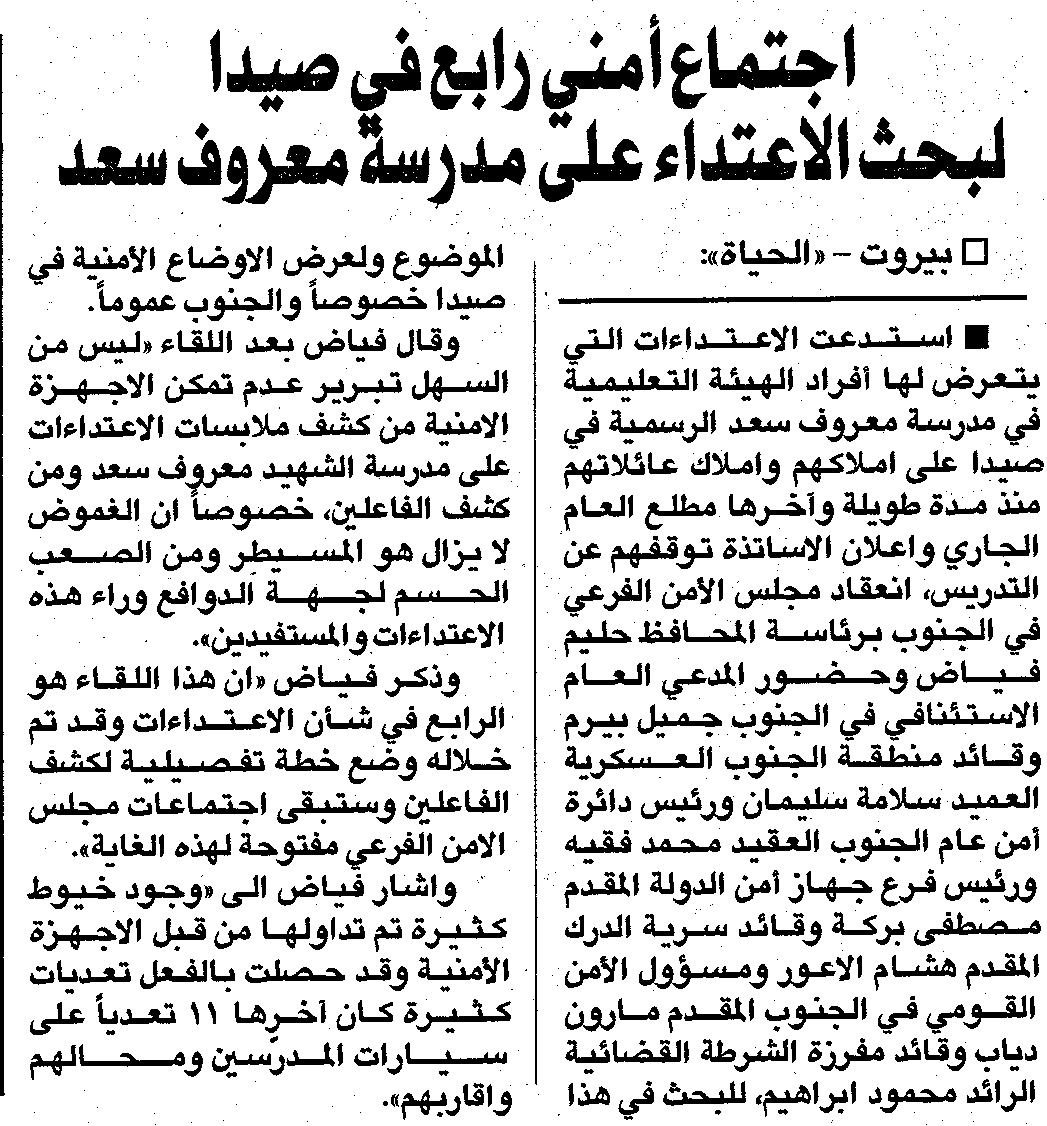 اجتماع أمني رابع في صيدا
لبحث الاعتداء على مدرسة معروف سعد
□ بيروت – «الحياة»:
■ استدعت الاعتداءات التي
يتعرض لها أفراد الهيئة التعليمية
في مدرسة معروف سعد الرسمية في
صيدا على املاكهم واملاك عائلاتهم
منذ مدة طويلة وآخرها مطلع العام
الجاري واعلان الاساتذة توقفهم عن
التدريس، انعقاد مجلس الأمن الفرعي
في الجنوب برئاسة المحافظ حليم
فياض وحضور المدعي العام
الاستئنافي في الجنوب جميل بيرم
وقائد منطقة الجنوب العسكرية
العميد سلامة سليمان ورئيس دائرة
أمن عام الجنوب العقيد محمد فقيه
ورئيس فرع جهاز أمن الدولة المقدم
مصطفى بركة وقائد سرية الدرك
المقدم هشام الاعور ومسؤول الأمن
القومي في الجنوب المقدم مارون
دياب وقائد مفرزة الشرطة القضائية
الرائد محمود ابراهيم، للبحث في هذا
الموضوع ولعرض الاوضاع الأمنية في
صيدا خصوصاً والجنوب عموماً.
وقال فياض بعد اللقاء «ليس من
السهل تبرير عدم تمكن الاجهزة
الامنية من كشف ملابسات الاعتداءات
على مدرسة الشهيد معروف سعد ومن
كشف الفاعلين، خصوصاً ان الغموض
لا يزال هو المسيطر ومن الصعب
الحسم لجهة الدوافع وراء هذه
الاعتداءات والمستفيدين».
وذكر فياض «ان هذا اللقاء هو
الرابع في شأن الاعتداءات وقد تم
خلاله وضع خطة تفصيلية لكشف
الفاعلين وستبقى اجتماعات مجلس
الامن الفرعي مفتوحة لهذه الغاية».
واشار فياض الى «وجود خيوط
كثيرة تم تداولها من قبل الاجهزة
الأمنية وقد حصلت بالفعل تعديات
كثيرة كان آخرها ١١ تعدياً على
سيارات المدرّسين ومحالهم
واقاربهم».